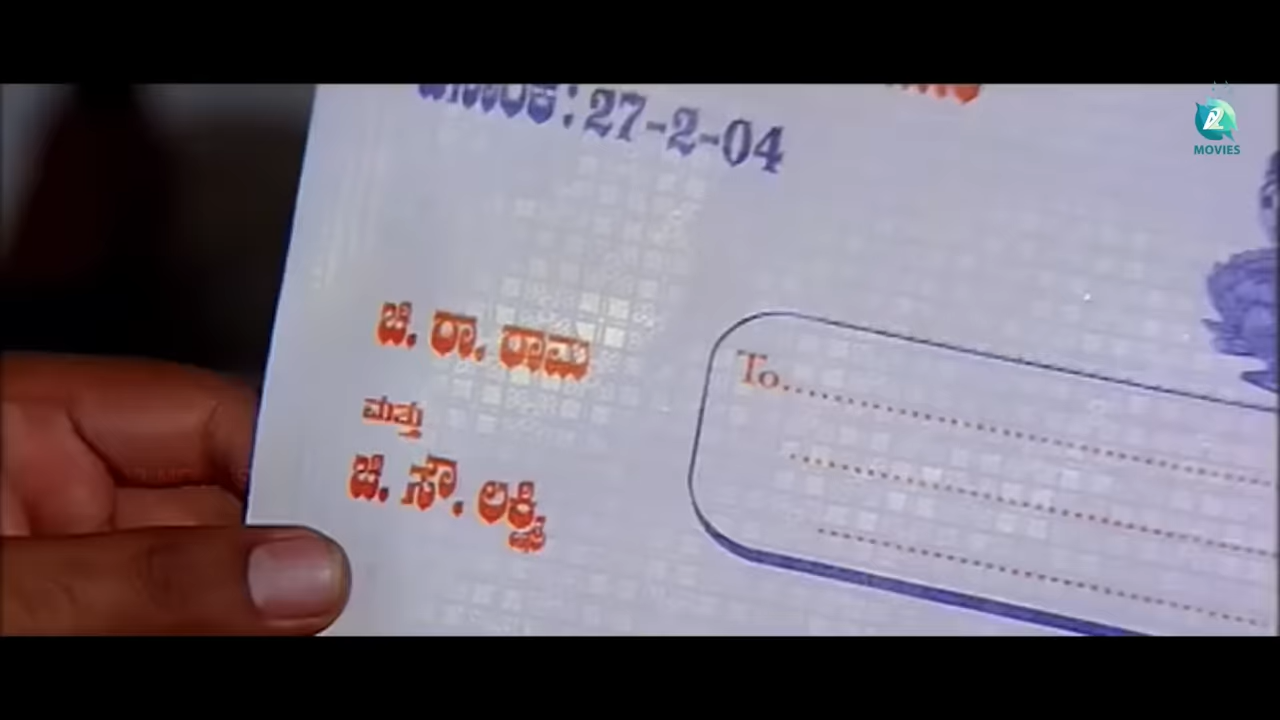 ದಿನಾಂಕ: 27-2-04
MOVIES
ಚಿ. ರಾ. ರಾಮ
ಮತ್ತು
ಚಿ. ಸೌ. ಲಕ್ಷ್ಮಿ
To